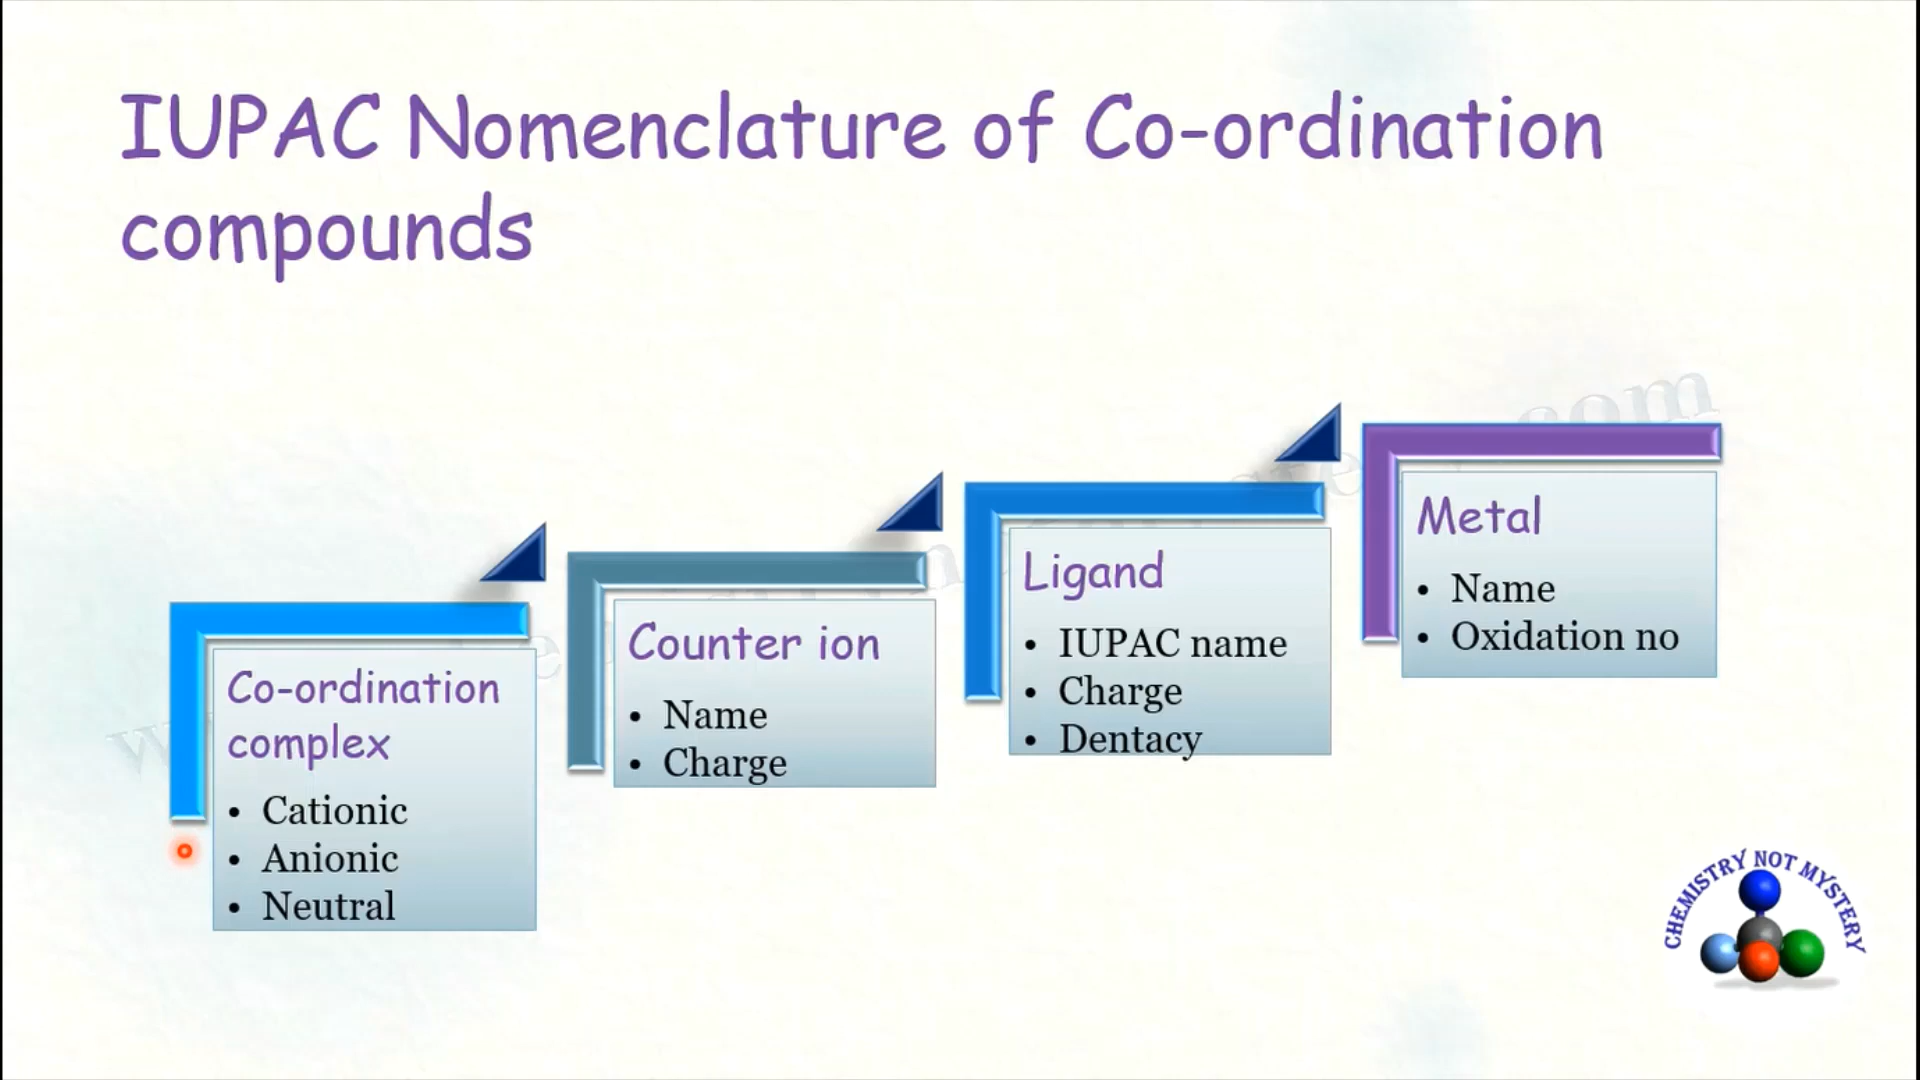 IUPAC Nomenclature of Co-ordination
compounds
Co-ordination
complex
• Cationic
• Anionic
• Neutral
Counter ion
• Name
• Charge
Ligand
• IUPAC name
• Charge
• Dentacy
Metal
• Name
• Oxidation no
CHEMISTRY NOT MYSTERY